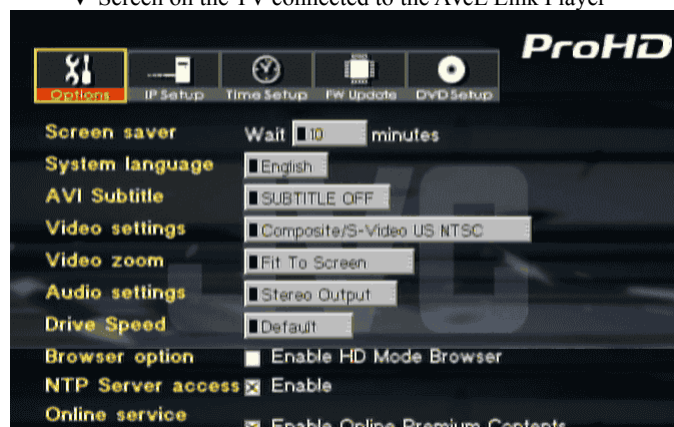 ▼ Screen on the TV connected to the AVeL Link Player
ProHD
Options IP Setup Time Setup FW Update DVD Setup
Screen saver Wait 10 minutes
System language English
AVI Subtitle SUBTITLE OFF
Video settings Composite/S-Video US NTSC
Video zoom Fit To Screen
Audio settings Stereo Output
Drive Speed Default
Browser option Enable HD Mode Browser
NTP Server access Enable
Online service Enable Online Premium Contents
JVC